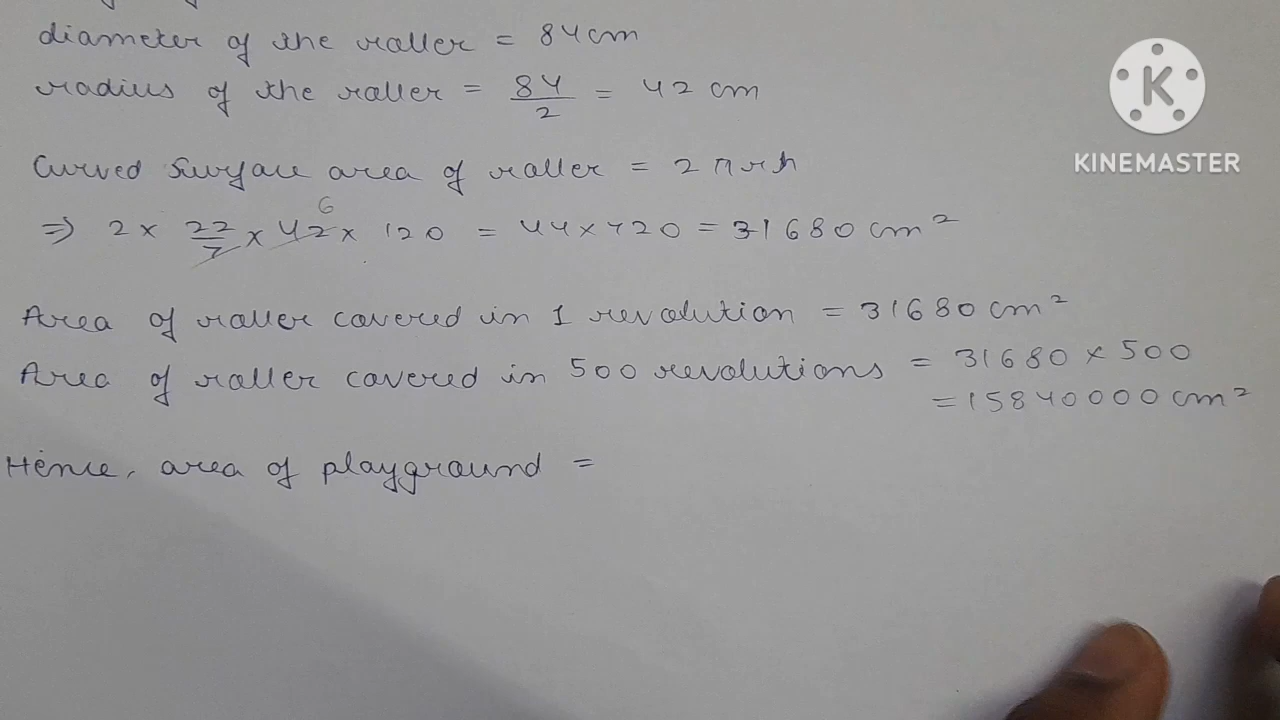 diameter of the roller = 84 cm
radius of the roller = 84/2 = 42 cm
K
KINEMASTER
Curved Surface area of roller = 2πrh
6
⇒ 2 × 22/7 × 42 × 120 = 44 × 720 = 31680 cm²
Area of roller covered in 1 revolution = 31680 cm²
Area of roller covered in 500 revolutions = 31680 × 500
= 15840000 cm²
Hence, area of playground =